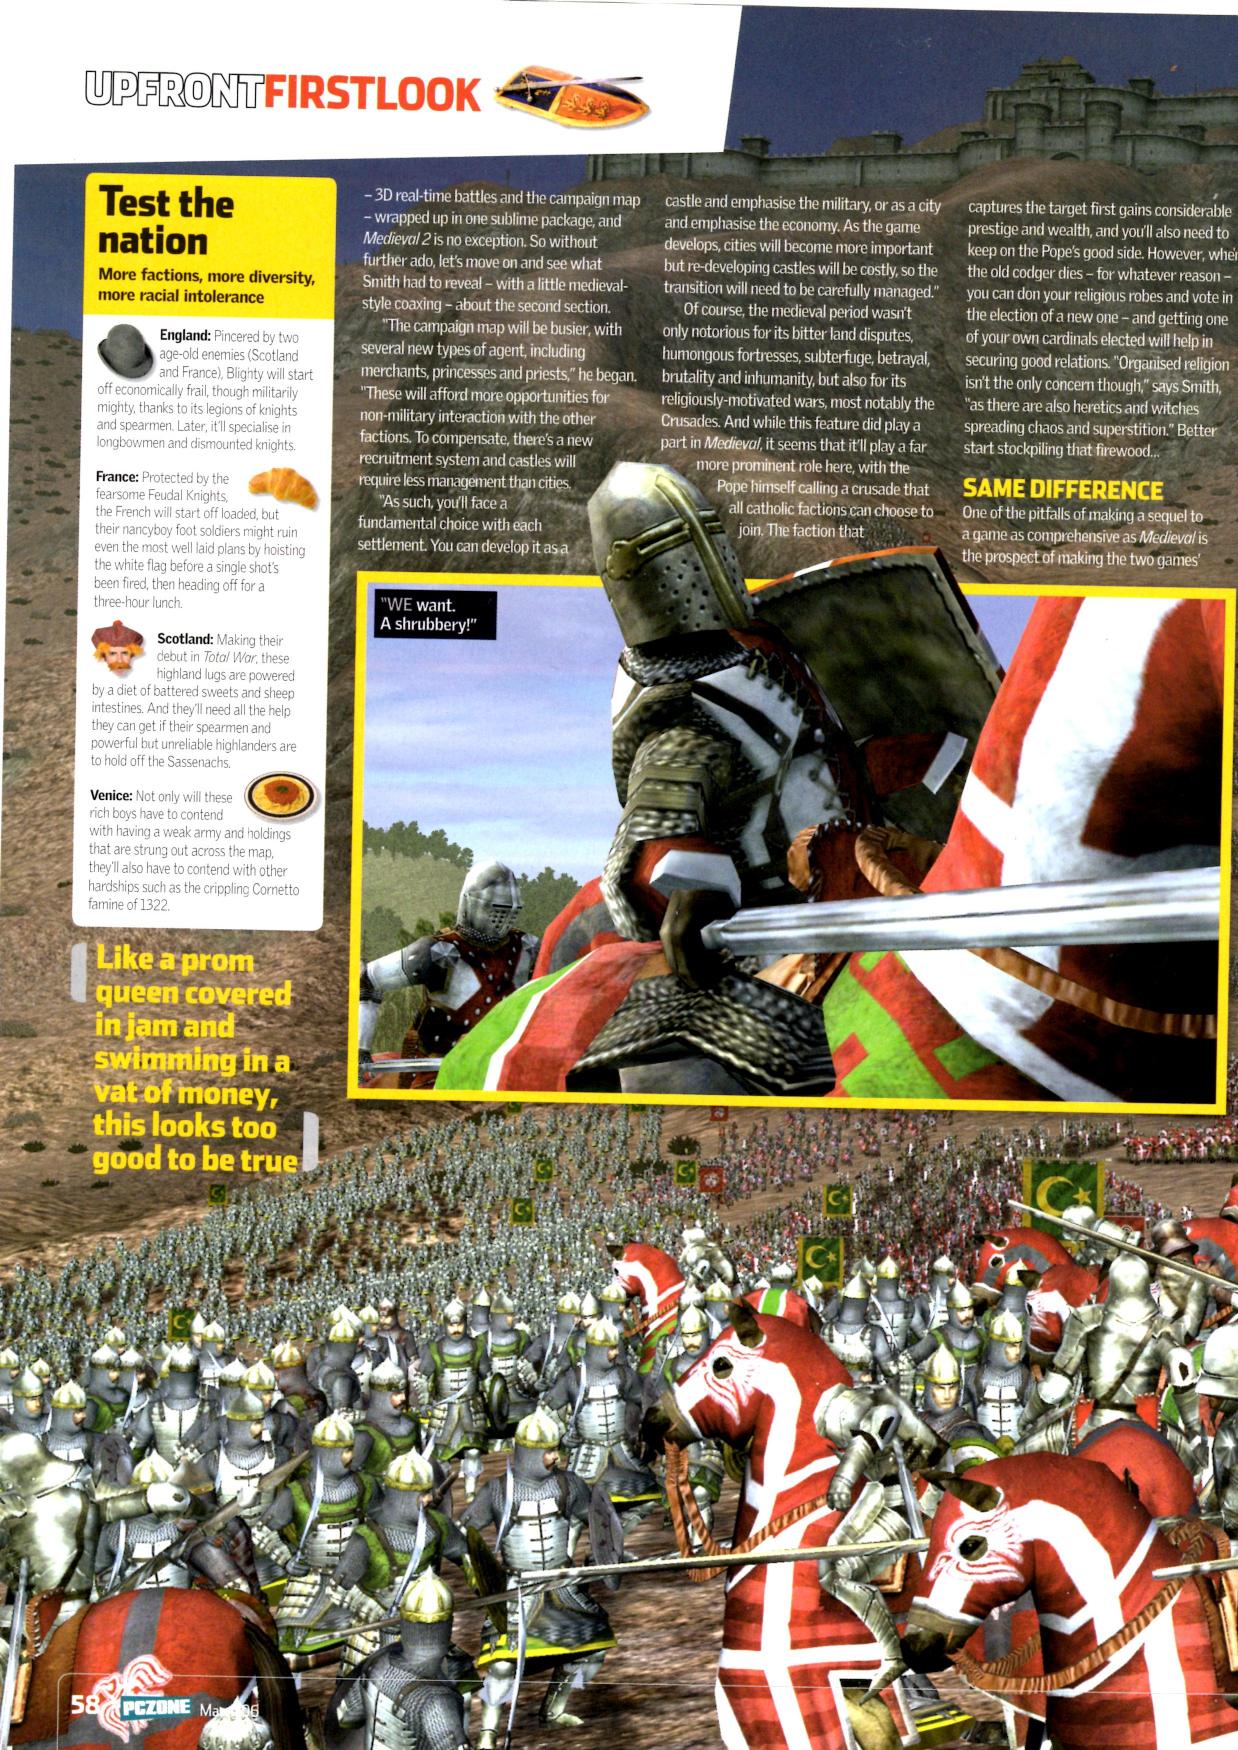 UPFRONTFIRSTLOOK
Test the
nation
More factions, more diversity,
more racial intolerance
England: Pincered by two
age-old enemies (Scotland
and France), Blighty will start
off economically frail, though militarily
mighty, thanks to its legions of knights
and spearmen. Later, it'll specialise in
longbowmen and dismounted knights.
France: Protected by the
fearsome Feudal Knights,
the French will start off loaded, but
their nancyboy foot soldiers might ruin
even the most well laid plans by hoisting
the white flag before a single shot's
been fired, then heading off for a
three-hour lunch.
Scotland: Making their
debut in Total War, these
highland lugs are powered
by a diet of battered sweets and sheep
intestines. And they'll need all the help
they can get if their spearmen and
powerful but unreliable highlanders are
to hold off the Sassenachs.
Venice: Not only will these
rich boys have to contend
with having a weak army and holdings
that are strung out across the map,
they'll also have to contend with other
hardships such as the crippling Cornetto
famine of 1322.
Like a prom
queen covered
in jam and
swimming in a
vat of money,
this looks too
good to be true
– 3D real-time battles and the campaign map
– wrapped up in one sublime package, and
Medieval 2 is no exception. So without
further ado, let's move on and see what
Smith had to reveal – with a little medieval-
style coaxing – about the second section.
"The campaign map will be busier, with
several new types of agent, including
merchants, princesses and priests," he began.
"These will afford more opportunities for
non-military interaction with the other
factions. To compensate, there's a new
recruitment system and castles will
require less management than cities.
"As such, you'll face a
fundamental choice with each
settlement. You can develop it as a
castle and emphasise the military, or as a city
and emphasise the economy. As the game
develops, cities will become more important
but re-developing castles will be costly, so the
transition will need to be carefully managed."
Of course, the medieval period wasn't
only notorious for its bitter land disputes,
humongous fortresses, subterfuge, betrayal,
brutality and inhumanity, but also for its
religiously-motivated wars, most notably the
Crusades. And while this feature did play a
part in Medieval, it seems that it'll play a far
more prominent role here, with the
Pope himself calling a crusade that
all catholic factions can choose to
join. The faction that
captures the target first gains considerable
prestige and wealth, and you'll also need to
keep on the Pope's good side. However, when
the old codger dies – for whatever reason –
you can don your religious robes and vote in
the election of a new one – and getting one
of your own cardinals elected will help in
securing good relations. "Organised religion
isn't the only concern though," says Smith,
"as there are also heretics and witches
spreading chaos and superstition." Better
start stockpiling that firewood...
SAME DIFFERENCE
One of the pitfalls of making a sequel to
a game as comprehensive as Medieval is
the prospect of making the two games'
"WE want.
A shrubbery!"
58 PCZONE